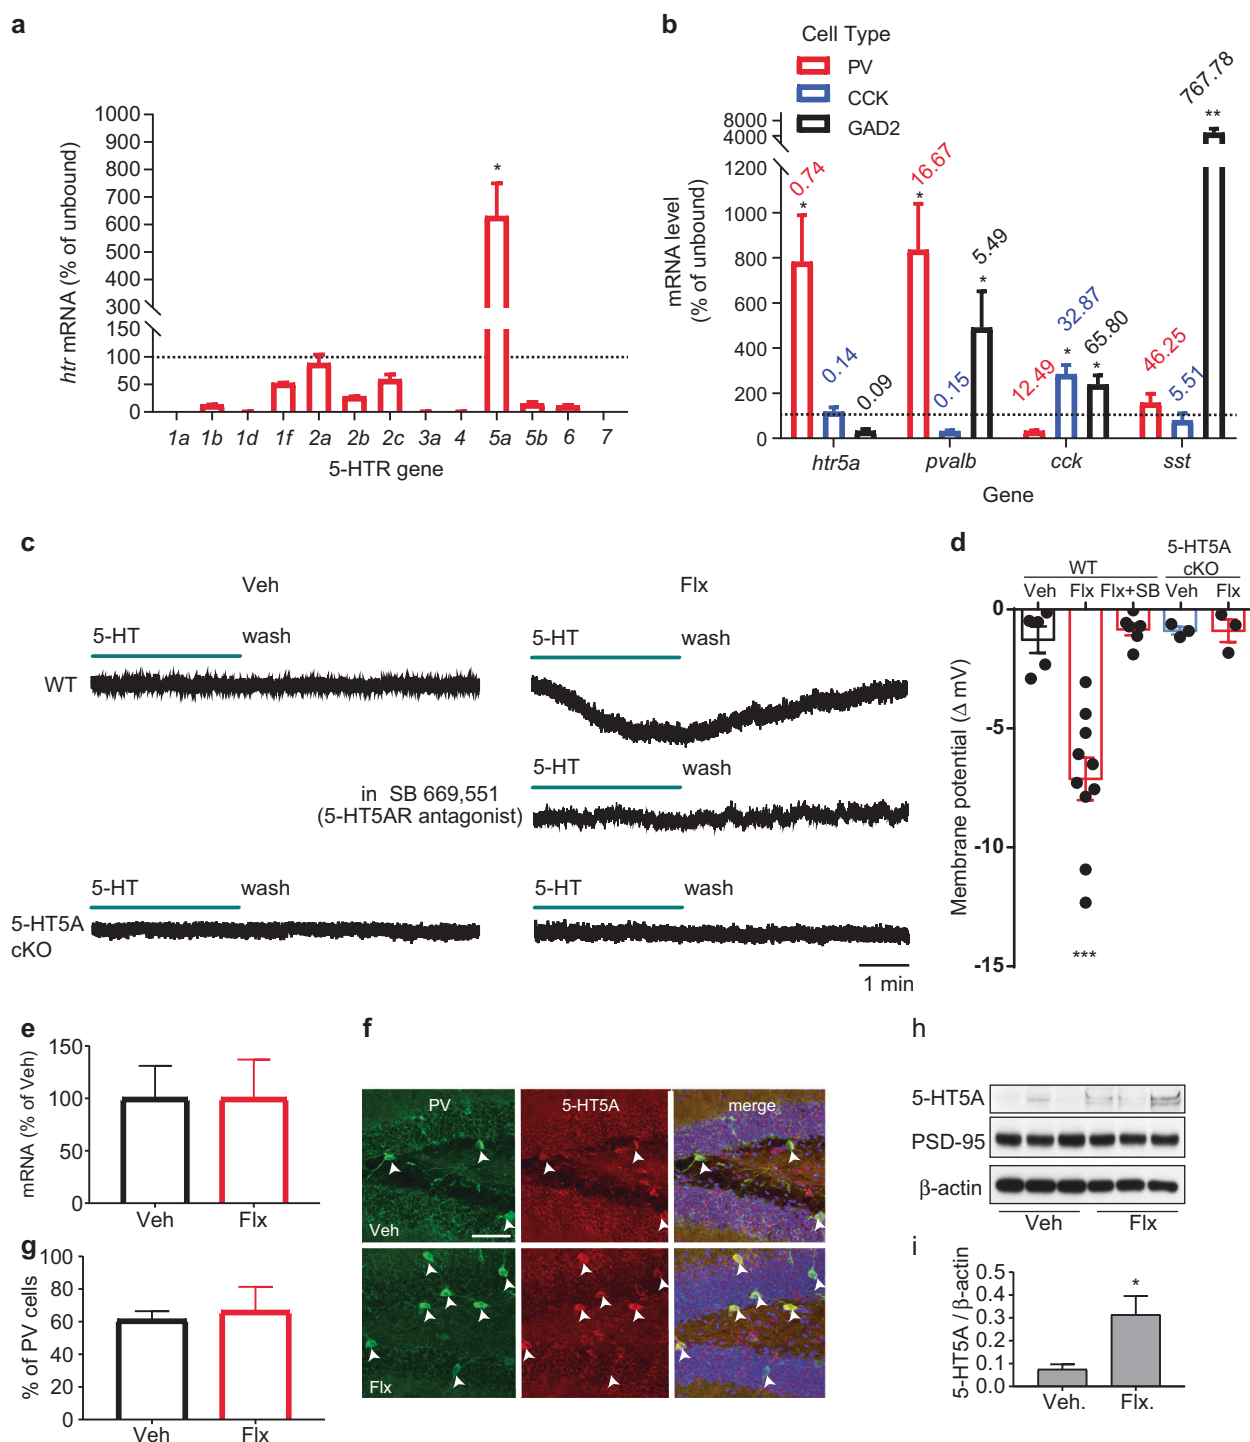 a
htr mRNA (% of unbound)
1000
900
800
700
600
500
400
300
150
100
50
0
*
1a 1b 1d 1f 2a 2b 2c 3a 4 5a 5b 6 7
5-HTR gene
b
Cell Type
PV
CCK
GAD2
mRNA level
(% of unbound)
8000
4000
1200
1000
800
600
400
200
0
0.74
*
0.14
0.09
16.67
*
0.15
5.49
*
12.49
32.87
*
65.80
*
46.25
5.51
767.78
**
htr5a pvalb cck sst
Gene
c
Veh Flx
WT
5-HT wash
5-HT wash
in SB 669,551
(5-HT5AR antagonist)
5-HT wash
5-HT5A
cKO
5-HT wash
5-HT wash
1 min
d
WT
5-HT5A
cKO
Veh Flx Flx+SB Veh Flx
Membrane potential (Δ mV)
0
-5
-10
-15
***
e
mRNA (% of Veh)
150
100
50
0
Veh Flx
f
PV 5-HT5A merge
Veh
Flx
g
% of PV cells
100
80
60
40
20
0
Veh Flx
h
5-HT5A
PSD-95
β-actin
Veh Flx
i
5-HT5A / β-actin
0.5
0.4
0.3
0.2
0.1
0.0
*
Veh. Flx.